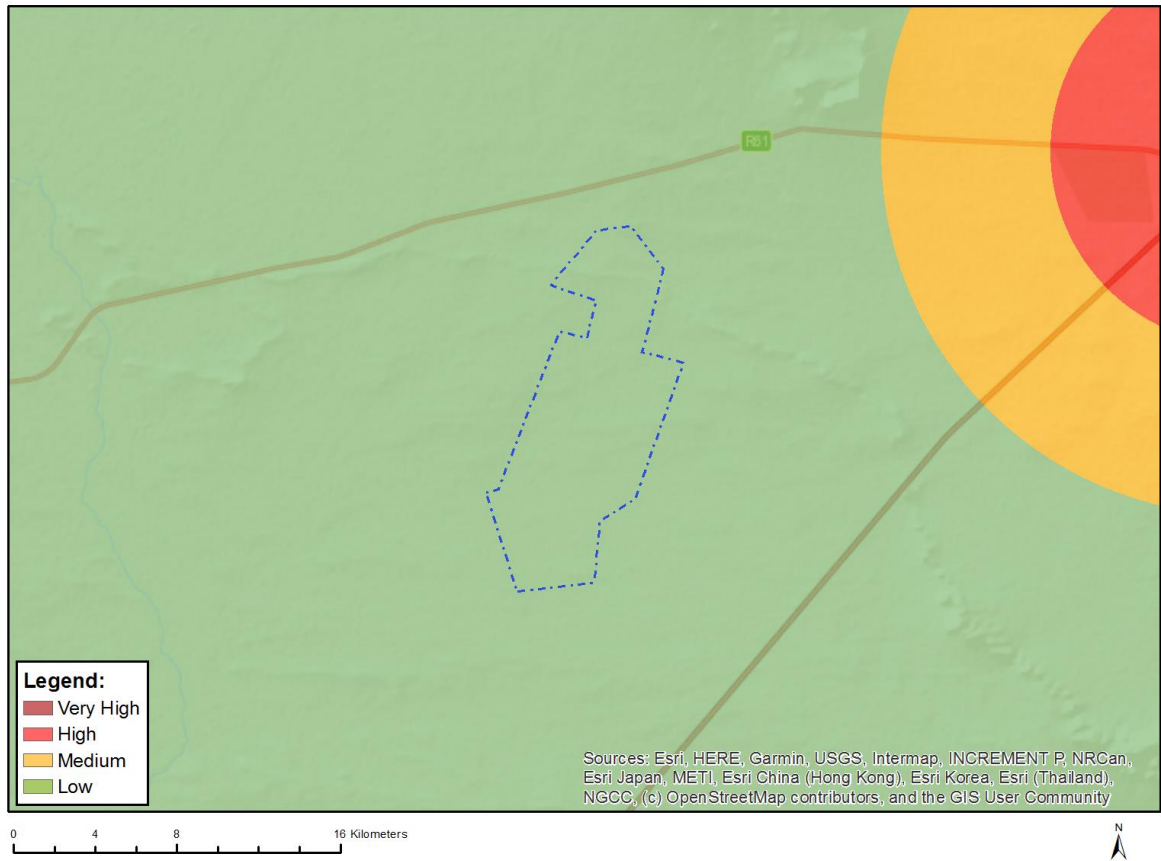 R61
Legend:
Very High
High
Medium
Low
Sources: Esri, HERE, Garmin, USGS, Intermap, INCREMENT P, NRCan,
Esri Japan, METI, Esri China (Hong Kong), Esri Korea, Esri (Thailand),
NGCC, (c) OpenStreetMap contributors, and the GIS User Community
0 4 8 16 Kilometers
N